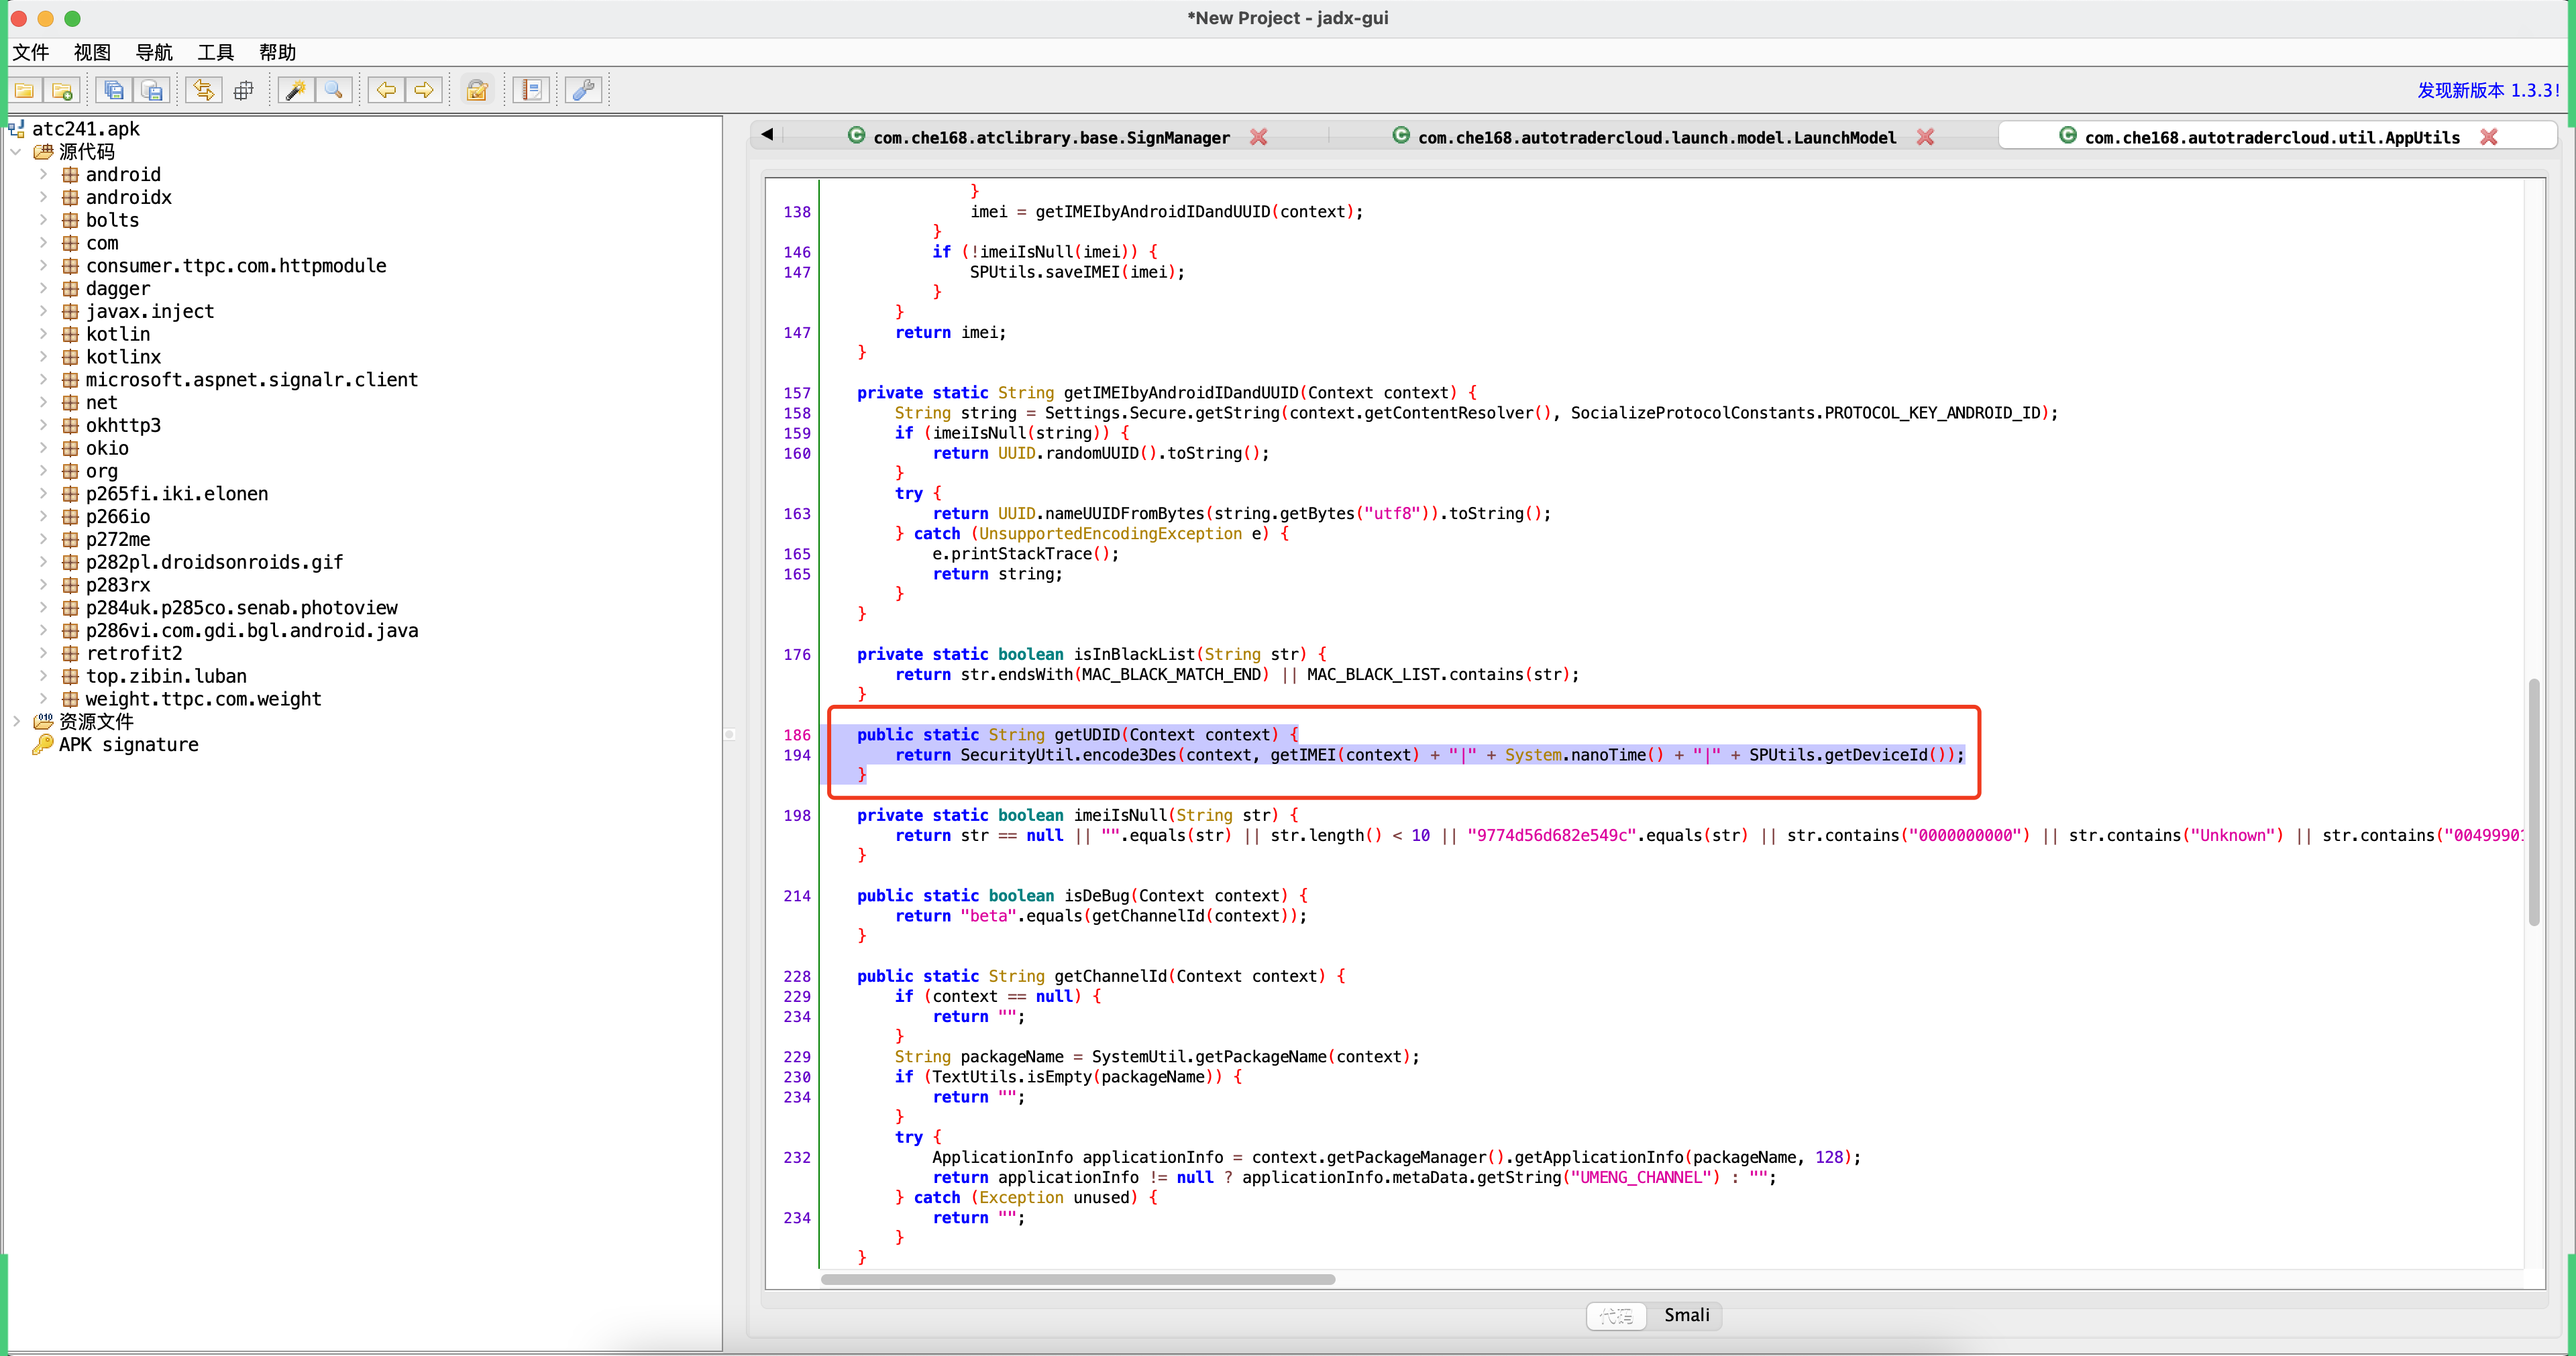 *New Project - jadx-gui
文件 视图 导航 工具 帮助
发现新版本 1.3.3!
atc241.apk
源代码
android
androidx
bolts
com
consumer.ttpc.com.httpmodule
dagger
javax.inject
kotlin
kotlinx
microsoft.aspnet.signalr.client
net
okhttp3
okio
org
p265fi.iki.elonen
p266io
p272me
p282pl.droidsonroids.gif
p283rx
p284uk.p285co.senab.photoview
p286vi.com.gdi.bgl.android.java
retrofit2
top.zibin.luban
weight.ttpc.com.weight
资源文件
APK signature
com.che168.atclibrary.base.SignManager com.che168.autotradercloud.launch.model.LaunchModel com.che168.autotradercloud.util.AppUtils
}
138 imei = getIMEIbyAndroidIDandUUID(context);
}
146 if (!imeiIsNull(imei)) {
147 SPUtils.saveIMEI(imei);
}
}
147 return imei;
}
157 private static String getIMEIbyAndroidIDandUUID(Context context) {
158 String string = Settings.Secure.getString(context.getContentResolver(), SocializeProtocolConstants.PROTOCOL_KEY_ANDROID_ID);
159 if (imeiIsNull(string)) {
160 return UUID.randomUUID().toString();
}
try {
163 return UUID.nameUUIDFromBytes(string.getBytes("utf8")).toString();
} catch (UnsupportedEncodingException e) {
165 e.printStackTrace();
165 return string;
}
}
176 private static boolean isInBlackList(String str) {
return str.endsWith(MAC_BLACK_MATCH_END) || MAC_BLACK_LIST.contains(str);
}
186 public static String getUDID(Context context) {
194 return SecurityUtil.encode3Des(context, getIMEI(context) + "|" + System.nanoTime() + "|" + SPUtils.getDeviceId());
}
198 private static boolean imeiIsNull(String str) {
return str == null || "".equals(str) || str.length() < 10 || "9774d56d682e549c".equals(str) || str.contains("0000000000") || str.contains("Unknown") || str.contains("0049990
}
214 public static boolean isDeBug(Context context) {
return "beta".equals(getChannelId(context));
}
228 public static String getChannelId(Context context) {
229 if (context == null) {
234 return "";
}
229 String packageName = SystemUtil.getPackageName(context);
230 if (TextUtils.isEmpty(packageName)) {
234 return "";
}
try {
232 ApplicationInfo applicationInfo = context.getPackageManager().getApplicationInfo(packageName, 128);
return applicationInfo != null ? applicationInfo.metaData.getString("UMENG_CHANNEL") : "";
} catch (Exception unused) {
234 return "";
}
}
代码 Smali